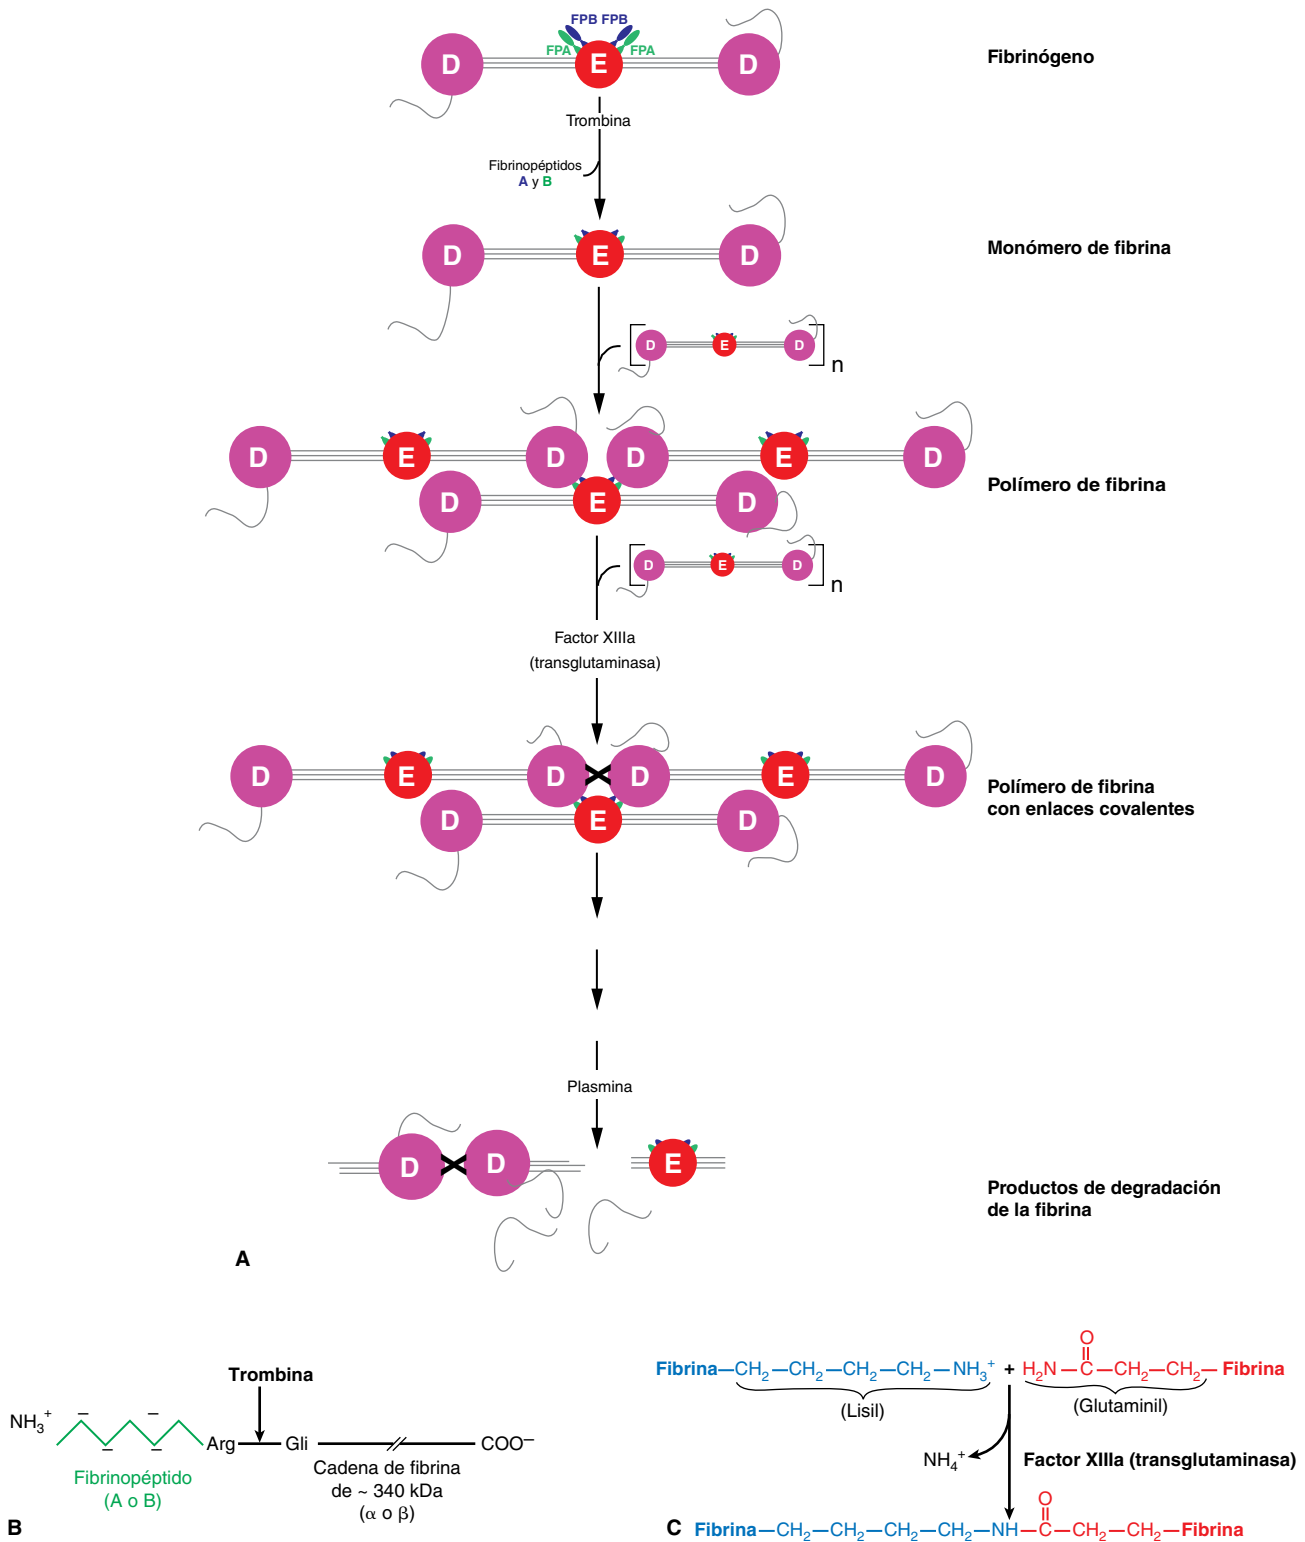 FPB FPB
FPA E FPA
D D
Fibrinógeno
Trombina
Fibrinopéptidos
A y B
D E D
Monómero de fibrina
D E D
n
D E D D E D
D E D
Polímero de fibrina
D E D
n
Factor XIIIa
(transglutaminasa)
D E D D E D
D E D
Polímero de fibrina
con enlaces covalentes
Plasmina
D D E
Productos de degradación
de la fibrina
A
Trombina
NH3+ – – – – Arg Gli COO–
Fibrinopéptido
(A o B)
Cadena de fibrina
de ~ 340 kDa
(α o β)
B
Fibrina—CH2—CH2—CH2—CH2—NH3+ + H2N—C—CH2—CH2—Fibrina
O
(Lisil) (Glutaminil)
NH4+
Factor XIIIa (transglutaminasa)
O
C Fibrina—CH2—CH2—CH2—CH2—NH—C—CH2—CH2—Fibrina